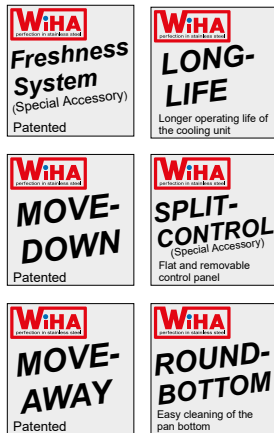 WiHA
perfection in stainless steel
Freshness
System
(Special Accessory)
Patented
WiHA
perfection in stainless steel
LONG-
LIFE
Longer operating life of
the cooling unit
WiHA
perfection in stainless steel
MOVE-
DOWN
Patented
WiHA
perfection in stainless steel
SPLIT-
CONTROL
(Special Accessory)
Flat and removable
control panel
WiHA
perfection in stainless steel
MOVE-
AWAY
Patented
WiHA
perfection in stainless steel
ROUND-
BOTTOM
Easy cleaning of the
pan bottom